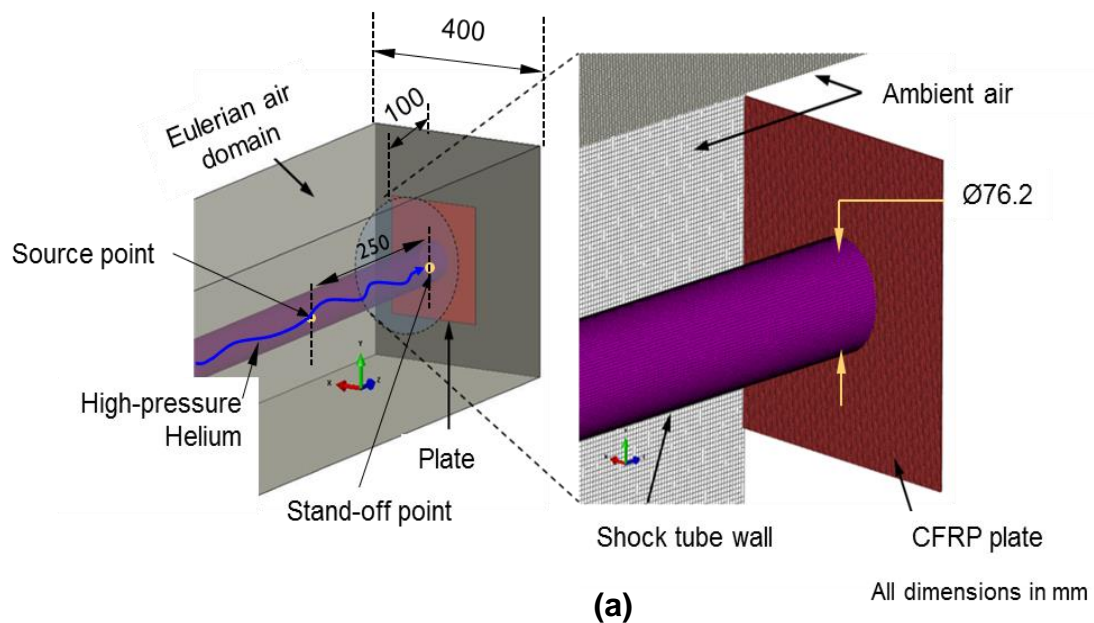 400
100
Eulerian air
domain
Ambient air
Ø76.2
250
Source point
High-pressure
Helium
Plate
Stand-off point
Shock tube wall
CFRP plate
All dimensions in mm
(a)